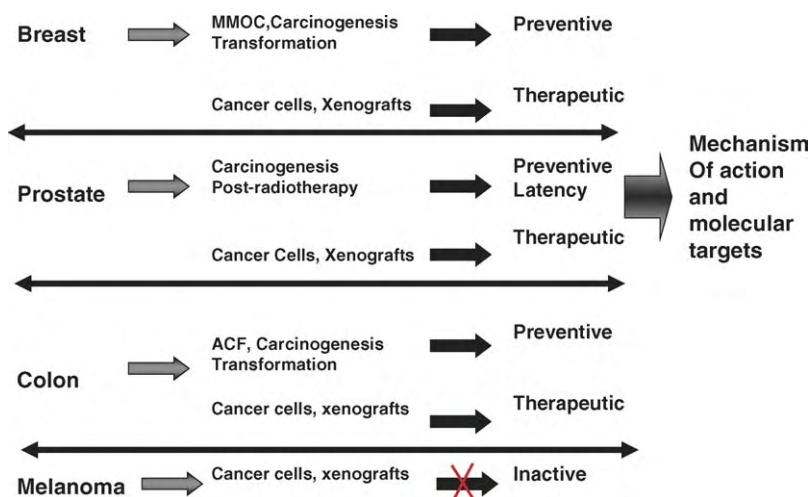 Breast
MMOC,Carcinogenesis
Transformation
Preventive
Cancer cells, Xenografts
Therapeutic
Prostate
Carcinogenesis
Post-radiotherapy
Preventive
Latency
Cancer Cells, Xenografts
Therapeutic
Mechanism
Of action
and
molecular
targets
Colon
ACF, Carcinogenesis
Transformation
Preventive
Cancer cells, xenografts
Therapeutic
Melanoma
Cancer cells, xenografts
Inactive